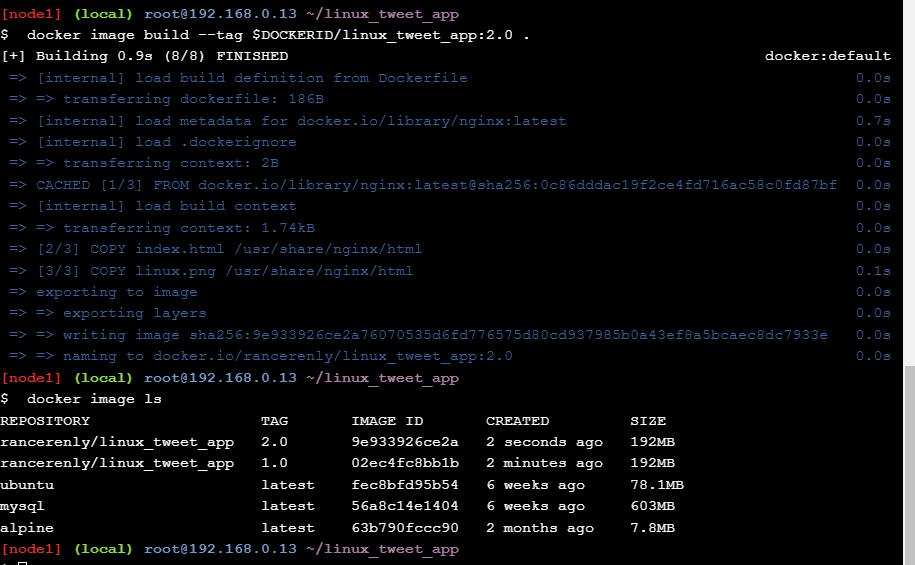 [node1] (local) root@192.168.0.13 ~/linux_tweet_app
$ docker image build --tag $DOCKERID/linux_tweet_app:2.0 .
[+] Building 0.9s (8/8) FINISHED docker:default
=> [internal] load build definition from Dockerfile 0.0s
=> => transferring dockerfile: 186B 0.0s
=> [internal] load metadata for docker.io/library/nginx:latest 0.7s
=> [internal] load .dockerignore 0.0s
=> => transferring context: 2B 0.0s
=> CACHED [1/3] FROM docker.io/library/nginx:latest@sha256:0c86dddac19f2ce4fd716ac58c0fd87bf 0.0s
=> [internal] load build context 0.0s
=> => transferring context: 1.74kB 0.0s
=> [2/3] COPY index.html /usr/share/nginx/html 0.0s
=> [3/3] COPY linux.png /usr/share/nginx/html 0.1s
=> exporting to image 0.0s
=> => exporting layers 0.0s
=> => writing image sha256:9e933926ce2a76070535d6fd776575d80cd937985b0a43ef8a5bcaec8dc7933e 0.0s
=> => naming to docker.io/rancerenly/linux_tweet_app:2.0 0.0s
[node1] (local) root@192.168.0.13 ~/linux_tweet_app
$ docker image ls
REPOSITORY TAG IMAGE ID CREATED SIZE
rancerenly/linux_tweet_app 2.0 9e933926ce2a 2 seconds ago 192MB
rancerenly/linux_tweet_app 1.0 02ec4fc8bb1b 2 minutes ago 192MB
ubuntu latest fec8bfd95b54 6 weeks ago 78.1MB
mysql latest 56a8c14e1404 6 weeks ago 603MB
alpine latest 63b790fccc90 2 months ago 7.8MB
[node1] (local) root@192.168.0.13 ~/linux_tweet_app